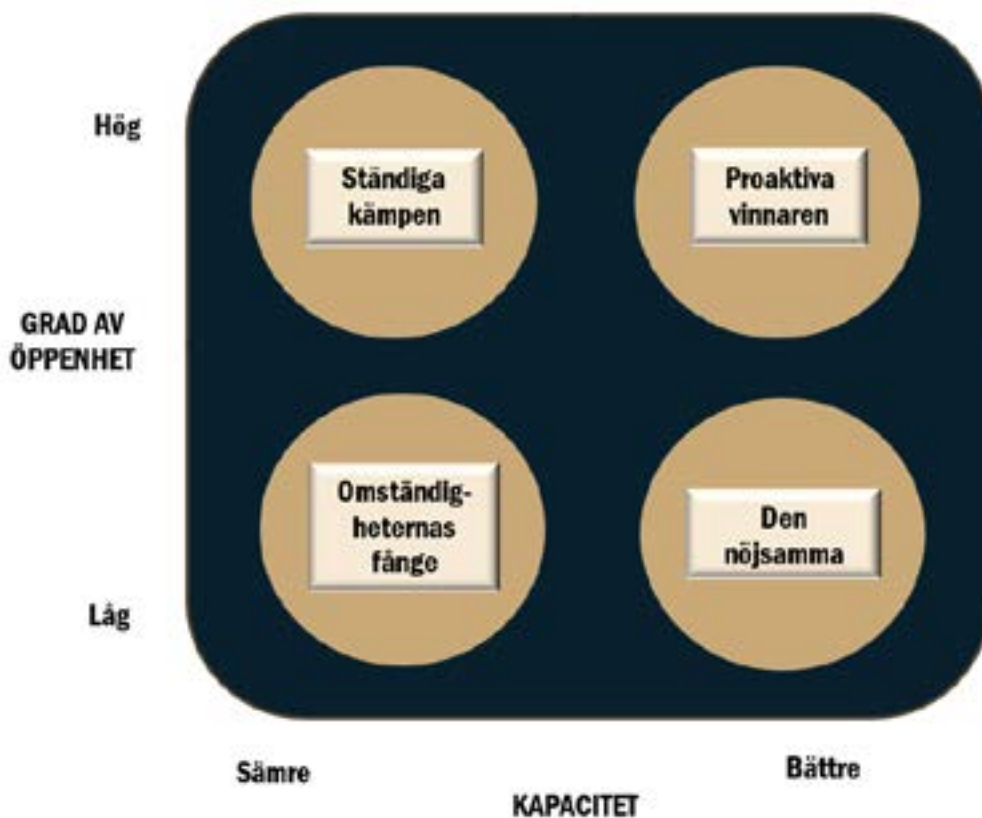 Hög
Ständiga
kämpen
Proaktiva
vinnaren
GRAD AV
ÖPPENHET
Omständig-
heternas
fånge
Den
nöjsamma
Låg
Sämre
Bättre
KAPACITET